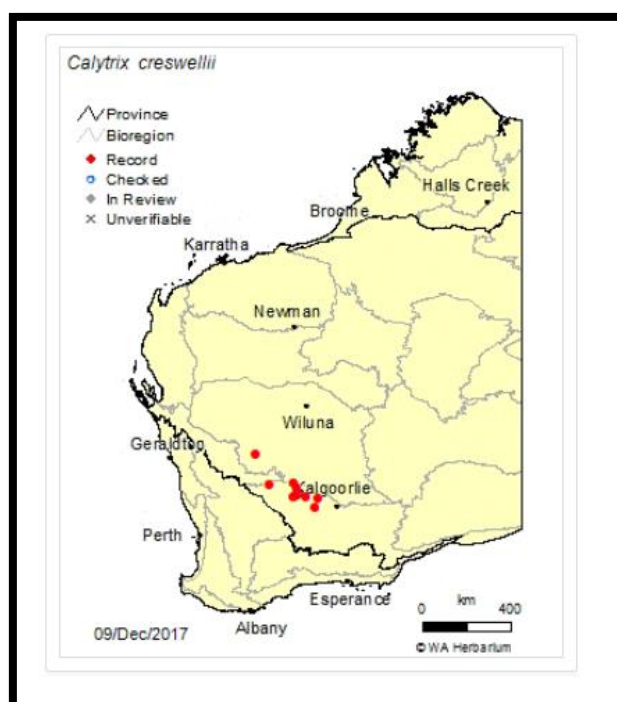 Calytrix creswellii
Province
Bioregion
Record
Checked
In Review
Unverifiable
Halls Creek
Broome
Karratha
Newman
Wiluna
Geraldton
Kalgoorlie
Perth
Esperance
Albany
0 km 400
09/Dec/2017
© WA Herbarium